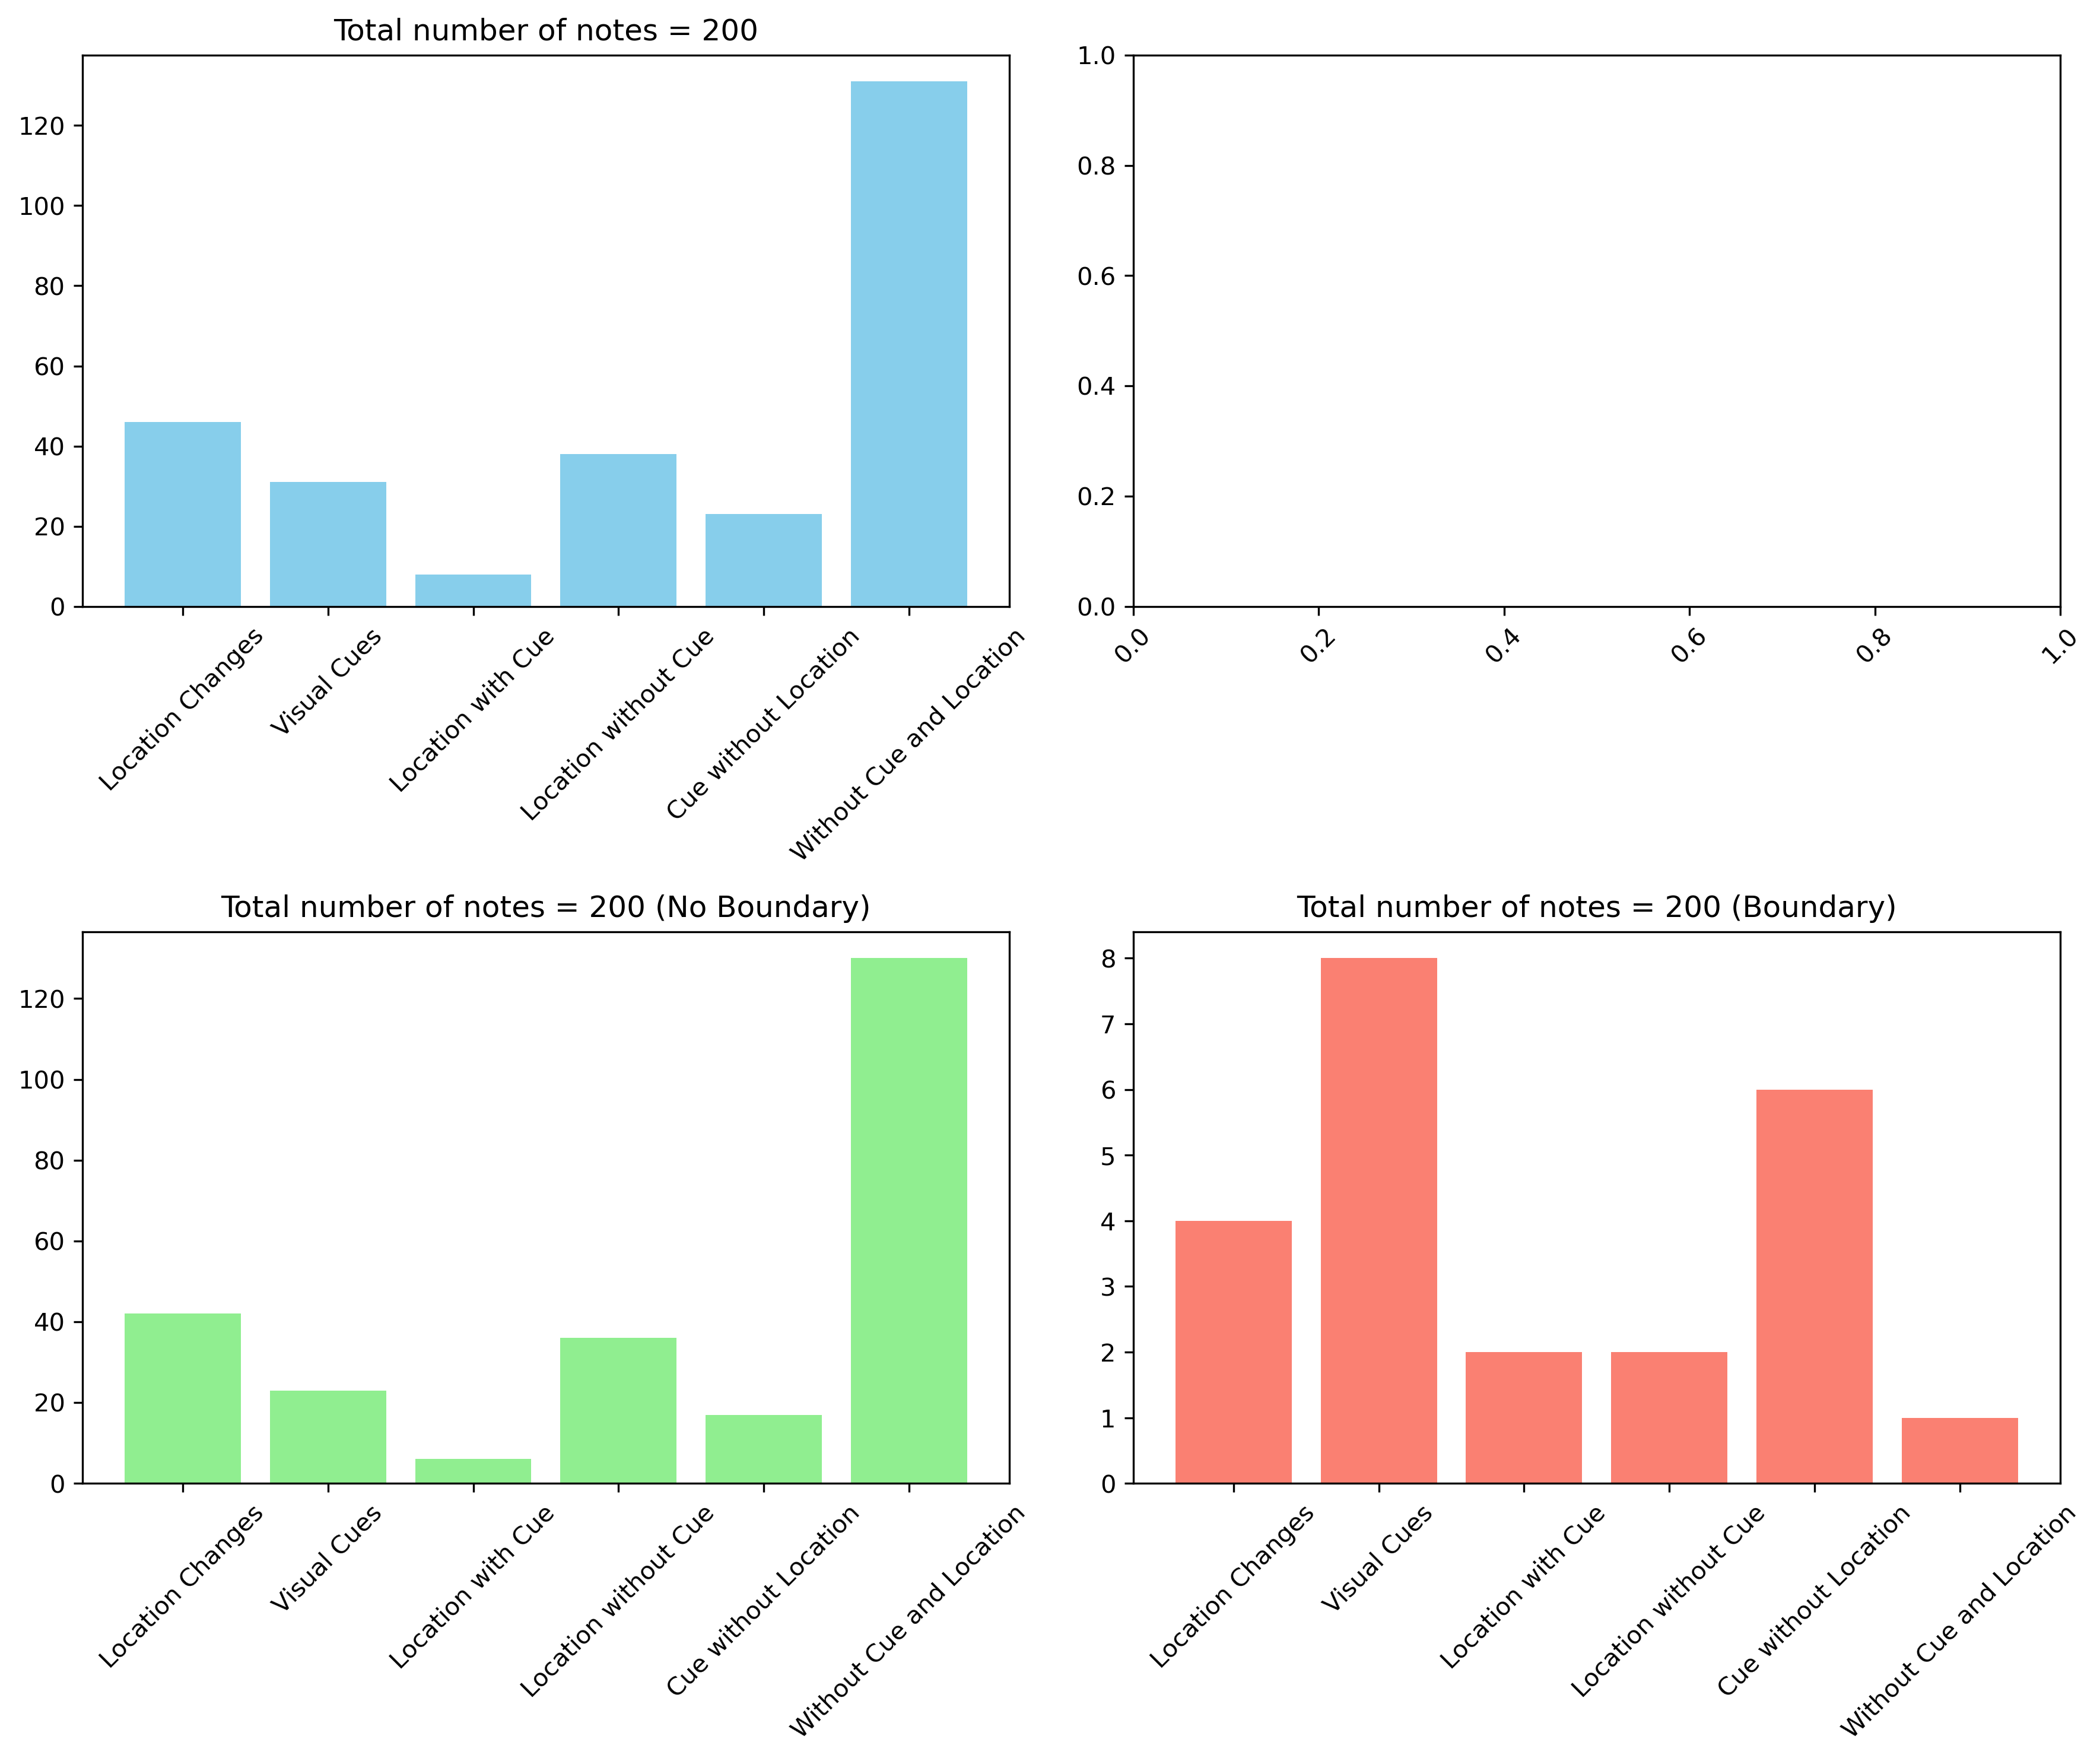 Total number of notes = 200
120
100
80
60
40
20
0
Location Changes
Visual Cues
Location with Cue
Location without Cue
Cue without Location
Without Cue and Location
1.0
0.8
0.6
0.4
0.2
0.0
0.0
0.2
0.4
0.6
0.8
1.0
Total number of notes = 200 (No Boundary)
120
100
80
60
40
20
0
Location Changes
Visual Cues
Location with Cue
Location without Cue
Cue without Location
Without Cue and Location
Total number of notes = 200 (Boundary)
8
7
6
5
4
3
2
1
0
Location Changes
Visual Cues
Location with Cue
Location without Cue
Cue without Location
Without Cue and Location